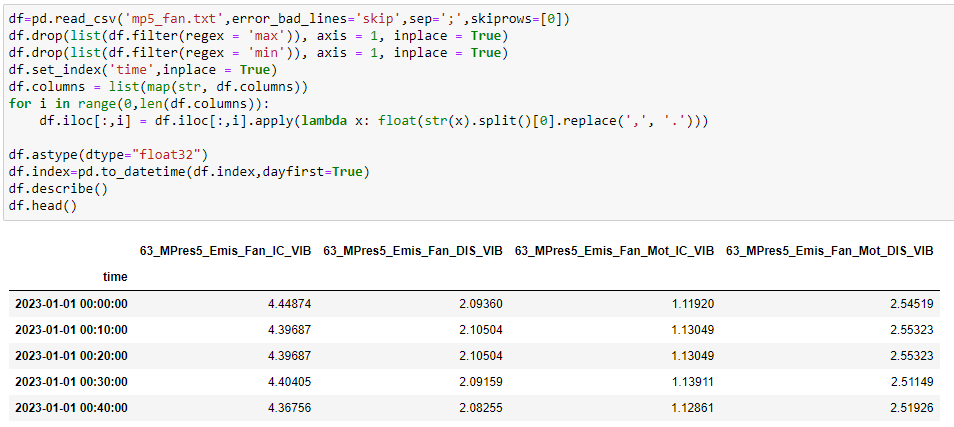 df=pd.read_csv('mp5_fan.txt',error_bad_lines='skip',sep=';',skiprows=[0])
df.drop(list(df.filter(regex = 'max')), axis = 1, inplace = True)
df.drop(list(df.filter(regex = 'min')), axis = 1, inplace = True)
df.set_index('time',inplace = True)
df.columns = list(map(str, df.columns))
for i in range(0,len(df.columns)):
    df.iloc[:,i] = df.iloc[:,i].apply(lambda x: float(str(x).split()[0].replace(',', '.')))
df.astype(dtype="float32")
df.index=pd.to_datetime(df.index,dayfirst=True)
df.describe()
df.head()
63_MPres5_Emis_Fan_IC_VIB 63_MPres5_Emis_Fan_DIS_VIB 63_MPres5_Emis_Fan_Mot_IC_VIB 63_MPres5_Emis_Fan_Mot_DIS_VIB
time
2023-01-01 00:00:00 4.44874 2.09360 1.11920 2.54519
2023-01-01 00:10:00 4.39687 2.10504 1.13049 2.55323
2023-01-01 00:20:00 4.39687 2.10504 1.13049 2.55323
2023-01-01 00:30:00 4.40405 2.09159 1.13911 2.51149
2023-01-01 00:40:00 4.36756 2.08255 1.12861 2.51926